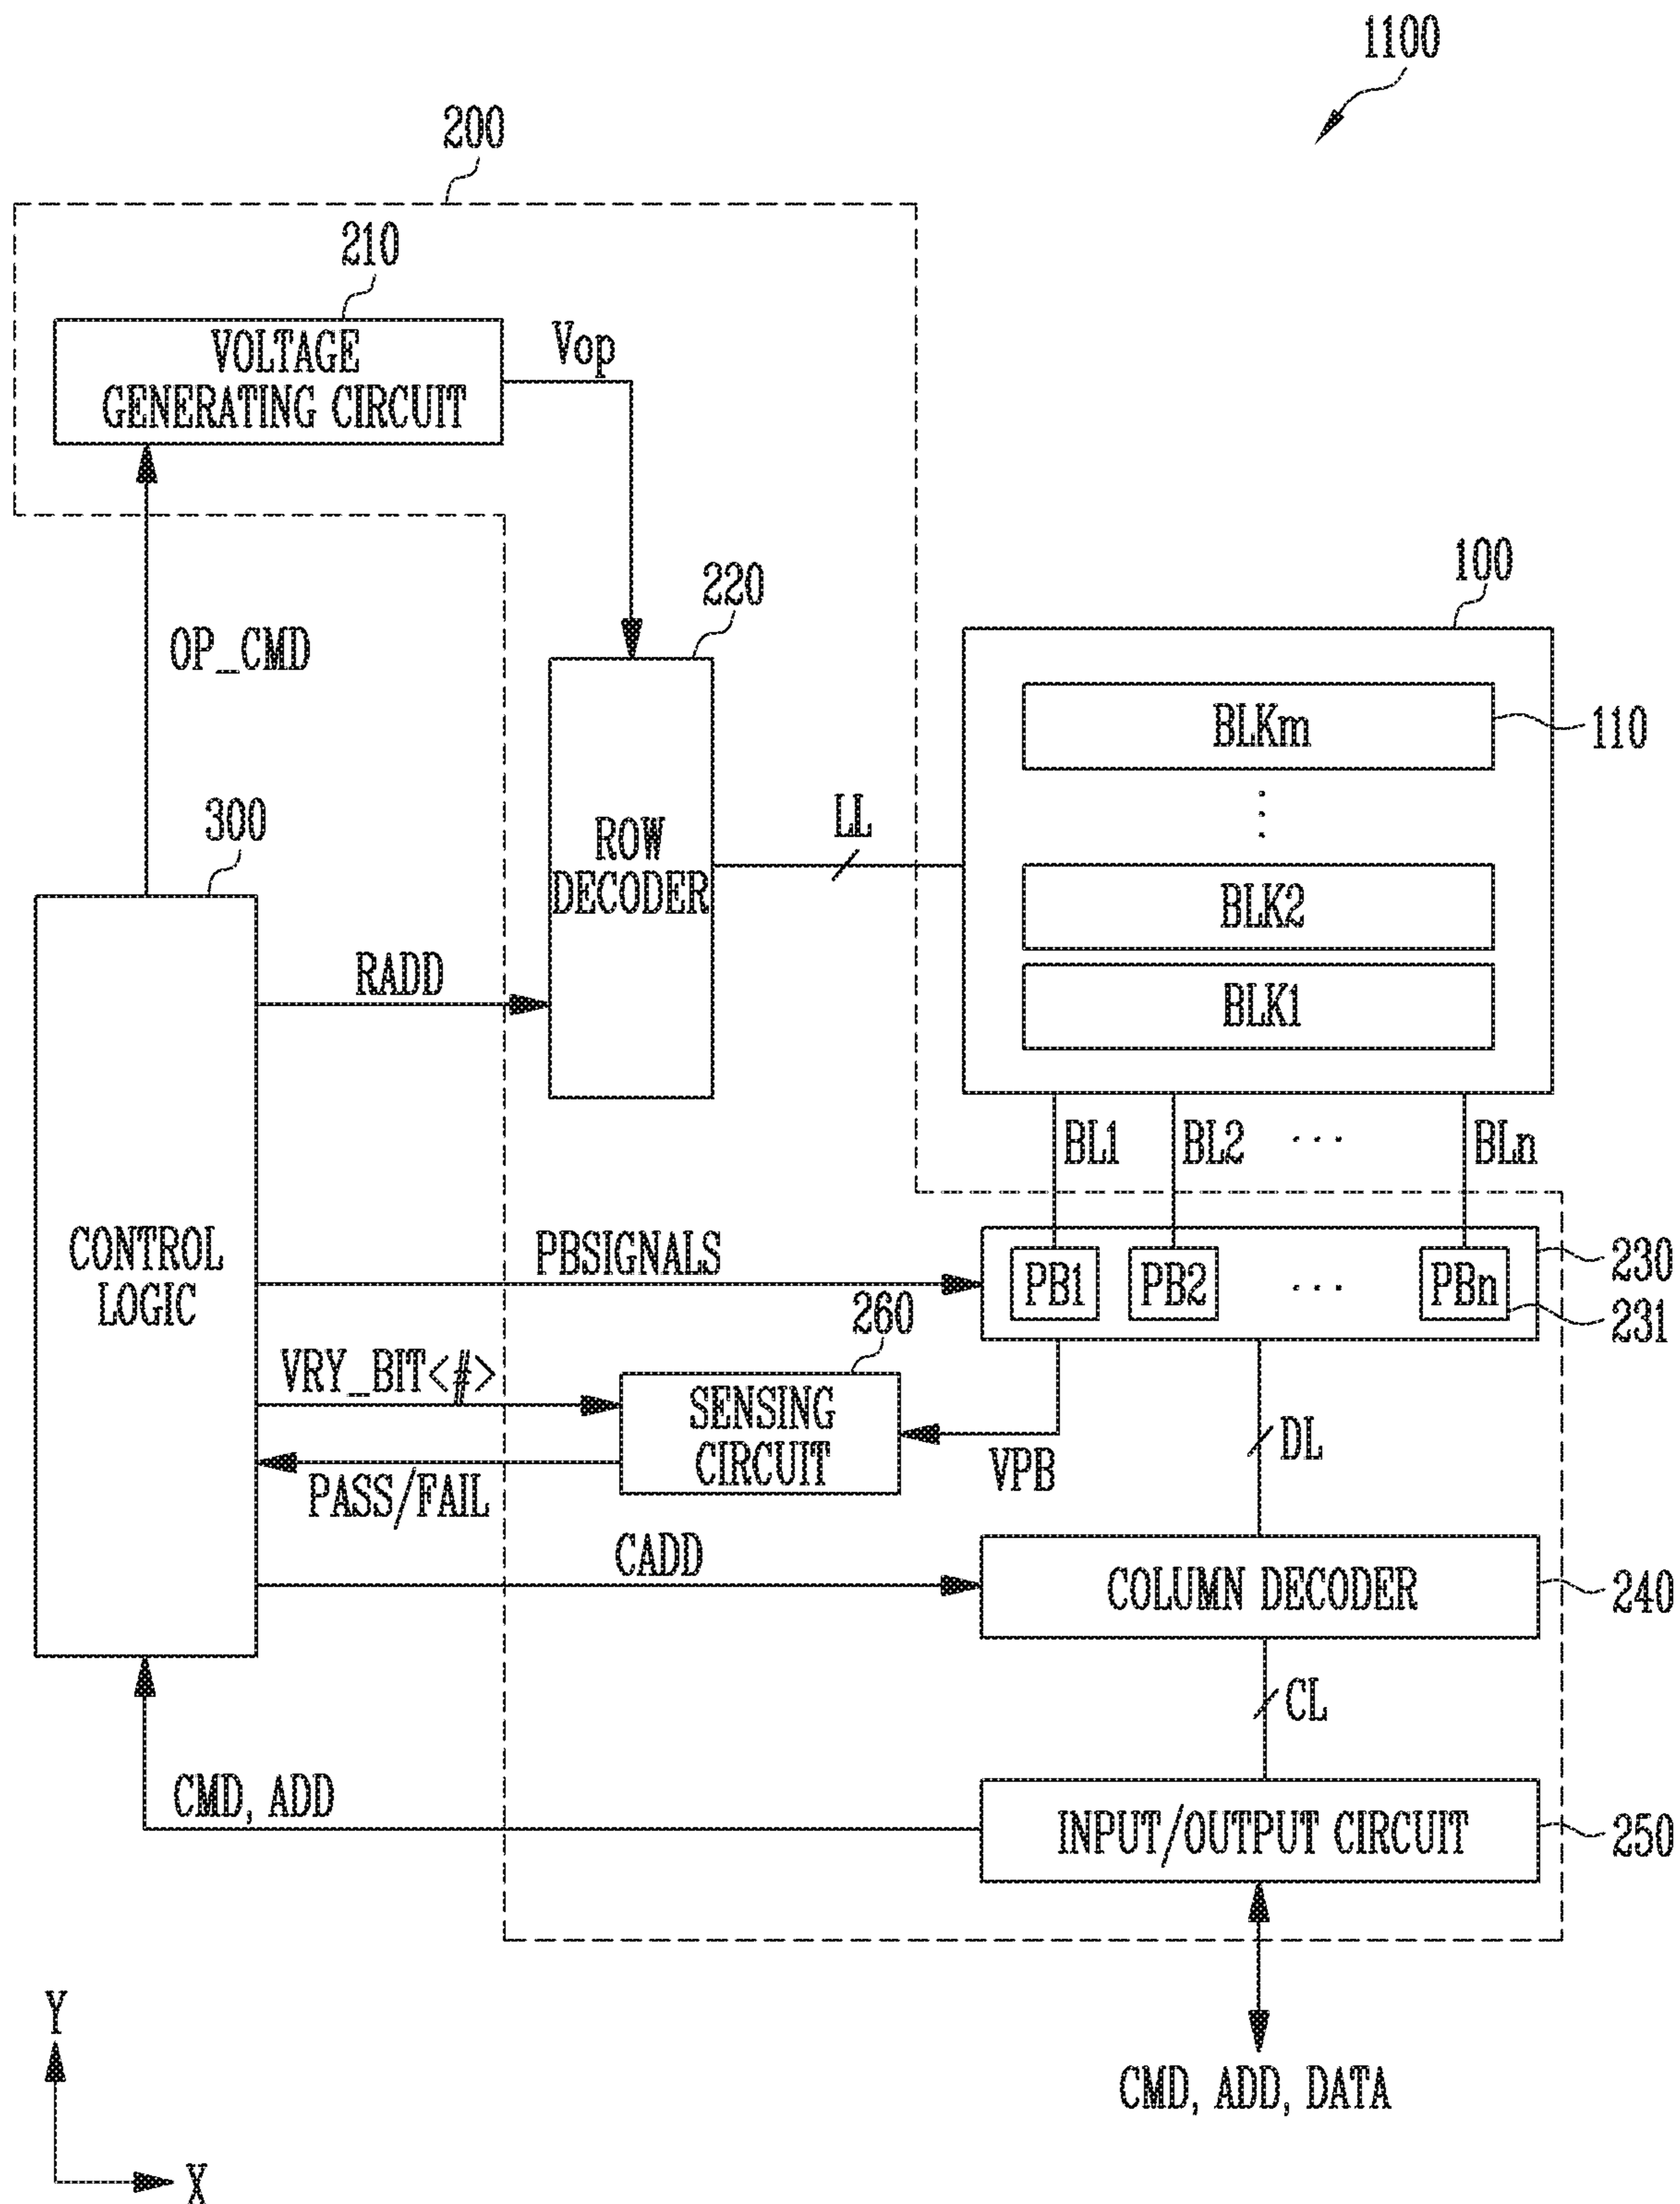 1100
200
210
VOLTAGE
GENERATING CIRCUIT
Vop
OP_CMD
220
ROW
DECODER
100
BLKm
110
LL
BLK2
BLK1
300
RADD
CONTROL
LOGIC
BL1 BL2 ... BLn
PBSIGNALS
PB1 PB2 ... PBn
230
231
260
VRY_BIT<#>
SENSING
CIRCUIT
PASS/FAIL
VPB
DL
CADD
COLUMN DECODER
240
CL
CMD, ADD
INPUT/OUTPUT CIRCUIT
250
CMD, ADD, DATA
Y
X